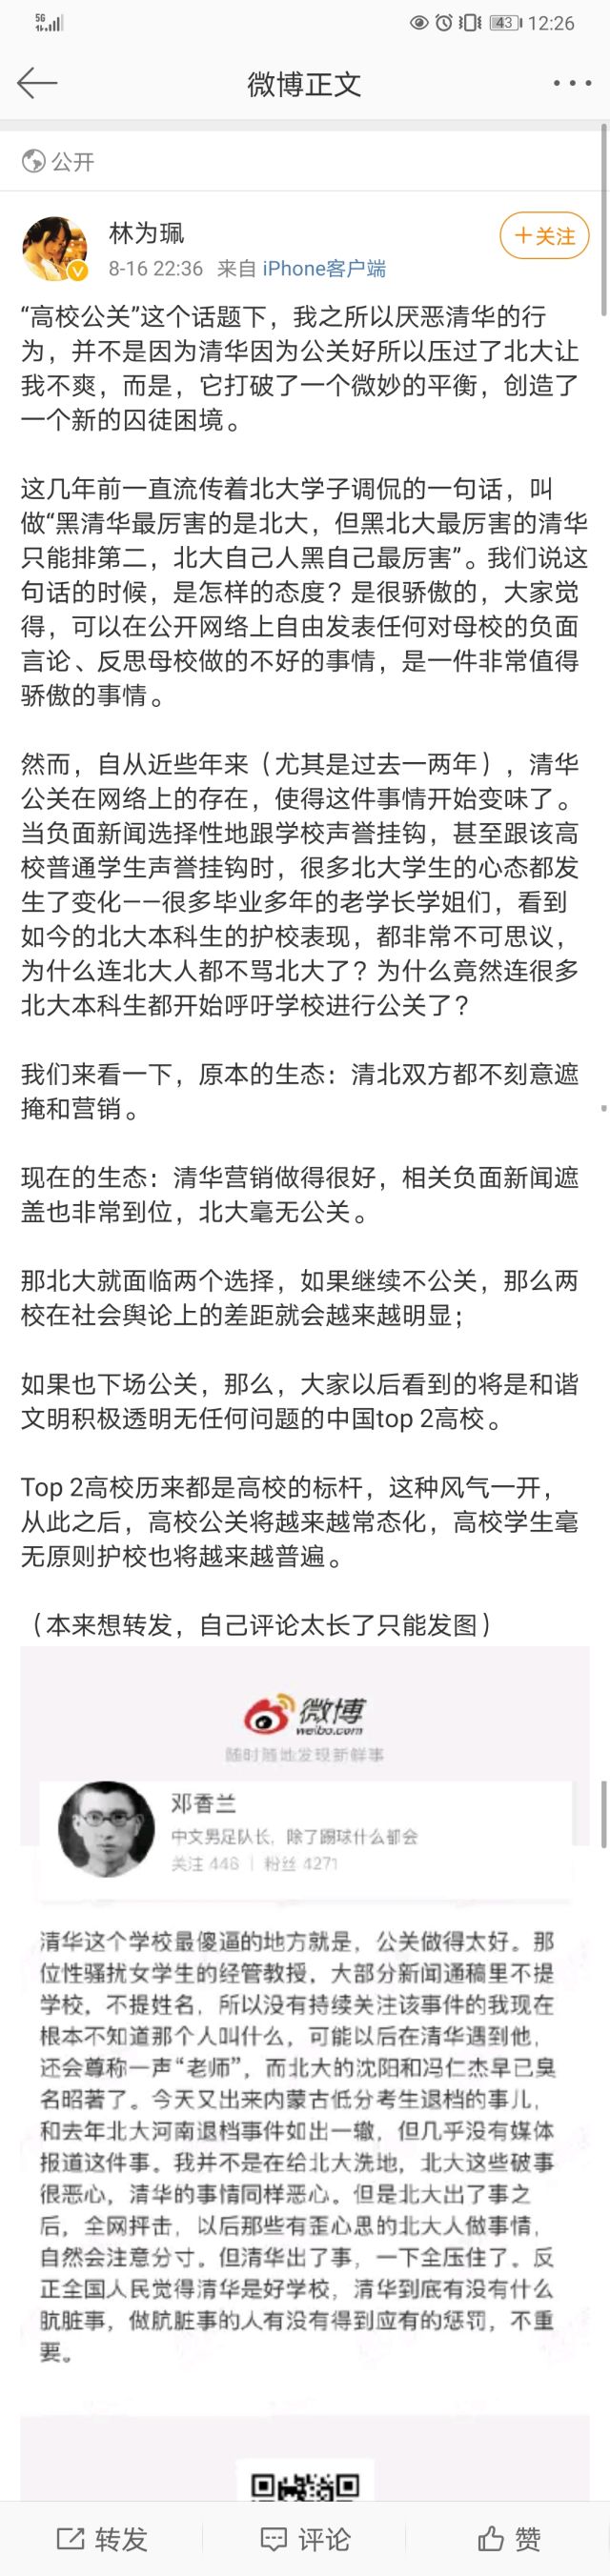 5G
43
12:26
微博正文
公开
林为珮
+关注
8-16 22:36 来自 iPhone客户端
“高校公关”这个话题下，我之所以厌恶清华的行
为，并不是因为清华因为公关好所以压过了北大让
我不爽，而是，它打破了一个微妙的平衡，创造了
一个新的囚徒困境。
这几年前一直流传着北大学子调侃的一句话，叫
做“黑清华最厉害的是北大，但黑北大最厉害的清华
只能排第二，北大自己人黑自己最厉害”。我们说这
句话的时候，是怎样的态度？是很骄傲的，大家觉
得，可以在公开网络上自由发表任何对母校的负面
言论、反思母校做的不好的事情，是一件非常值得
骄傲的事情。
然而，自从近些年来（尤其是过去一两年），清华
公关在网络上的存在，使得这件事情开始变味了。
当负面新闻选择性地跟学校声誉挂钩，甚至跟该高
校普通学生声誉挂钩时，很多北大学生的心态都发
生了变化——很多毕业多年的老学长学姐们，看到
如今的北大本科生的护校表现，都非常不可思议，
为什么连北大人都不骂北大了？为什么竟然连很多
北大本科生都开始呼吁学校进行公关了？
我们来看一下，原本的生态：清北双方都不刻意遮
掩和营销。
现在的生态：清华营销做得很好，相关负面新闻遮
盖也非常到位，北大毫无公关。
那北大就面临两个选择，如果继续不公关，那么两
校在社会舆论上的差距就会越来越明显；
如果也下场公关，那么，大家以后看到的将是和谐
文明积极透明无任何问题的中国top 2高校。
Top 2高校历来都是高校的标杆，这种风气一开，
从此之后，高校公关将越来越常态化，高校学生毫
无原则护校也将越来越普遍。
（本来想转发，自己评论太长了只能发图）
微博
weibo.com
随时随地发现新鲜事
邓香兰
中文男足队长，除了踢球什么都会
关注 446 | 粉丝 4271
清华这个学校最傻逼的地方就是，公关做得太好。那
位性骚扰女学生的经管教授，大部分新闻通稿里不提
学校，不提姓名，所以没有持续关注该事件的我现在
根本不知道那个人叫什么，可能以后在清华遇到他，
还会尊称一声“老师”，而北大的沈阳和冯仁杰早已臭
名昭著了。今天又出来内蒙古低分考生退档的事儿，
和去年北大河南退档事件如出一辙，但几乎没有媒体
报道这件事。我并不是在给北大洗地，北大这些破事
很恶心，清华的事情同样恶心。但是北大出了事之
后，全网抨击，以后那些有歪心思的北大人做事情，
自然会注意分寸。但清华出了事，一下全压住了。反
正全国人民觉得清华是好学校，清华到底有没有什么
肮脏事，做肮脏事的人有没有得到应有的惩罚，不重
要。
转发
评论
赞